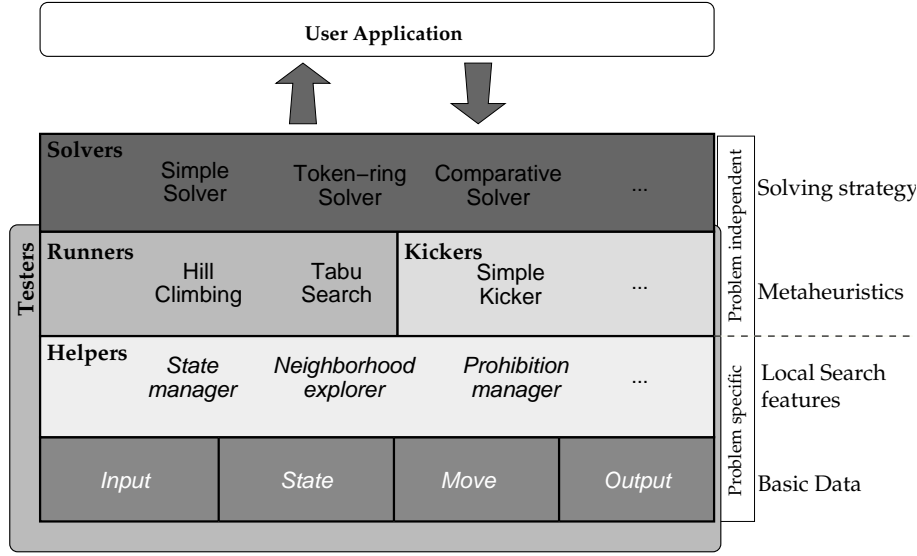 User Application
Solvers
Simple
Solver
Token–ring
Solver
Comparative
Solver
...
Solving strategy
Problem independent
Testers
Runners
Hill
Climbing
Tabu
Search
Kickers
Simple
Kicker
...
Metaheuristics
Helpers
State
manager
Neighborhood
explorer
Prohibition
manager
...
Local Search
features
Problem specific
Input
State
Move
Output
Basic Data